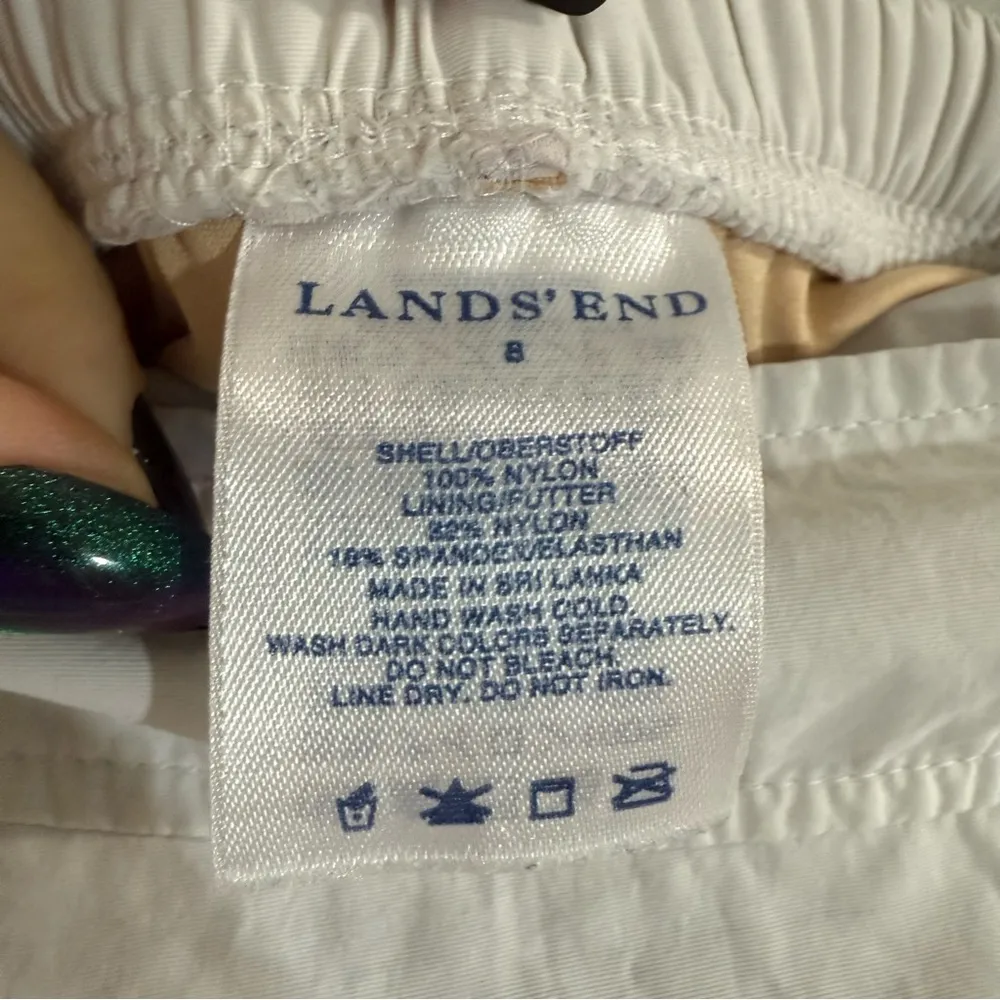 LANDS' END
8
SHELL/OBERSTOFF
100% NYLON
LINING/FUTTER
82% NYLON
18% SPANDEX/ELASTHAN
MADE IN SRI LANKA
HAND WASH COLD.
WASH DARK COLORS SEPARATELY.
DO NOT BLEACH.
LINE DRY. DO NOT IRON.